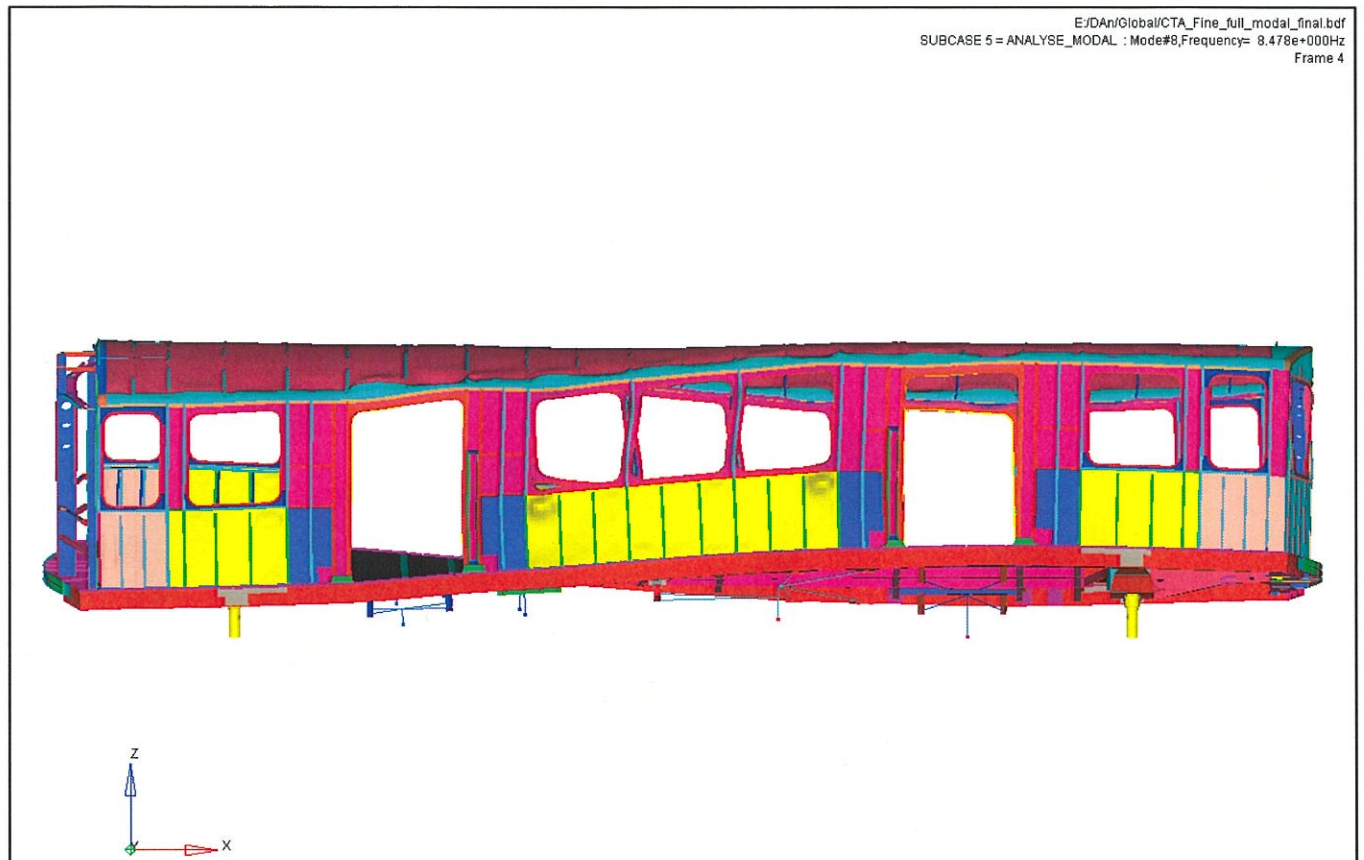 E:/DAn/Global/CTA_Fine_full_modal_final.bdf
SUBCASE 5 = ANALYSE_MODAL : Mode#8,Frequency= 8.478e+000Hz
Frame 4
Z
Y
X